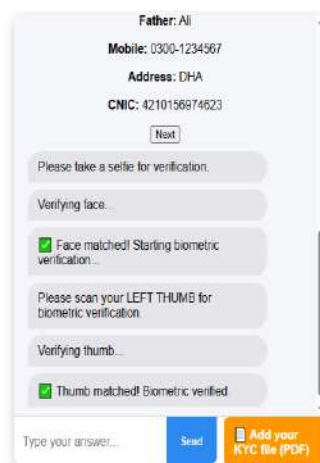 Father: Ali
Mobile: 0300-1234567
Address: DHA
CNIC: 4210156974623
Next
Please take a selfie for verification.
Verifying face...
✅ Face matched! Starting biometric
verification...
Please scan your LEFT THUMB for
biometric verification.
Verifying thumb...
✅ Thumb matched! Biometric verified.
Type your answer...
Send
Add your
KYC file (PDF)